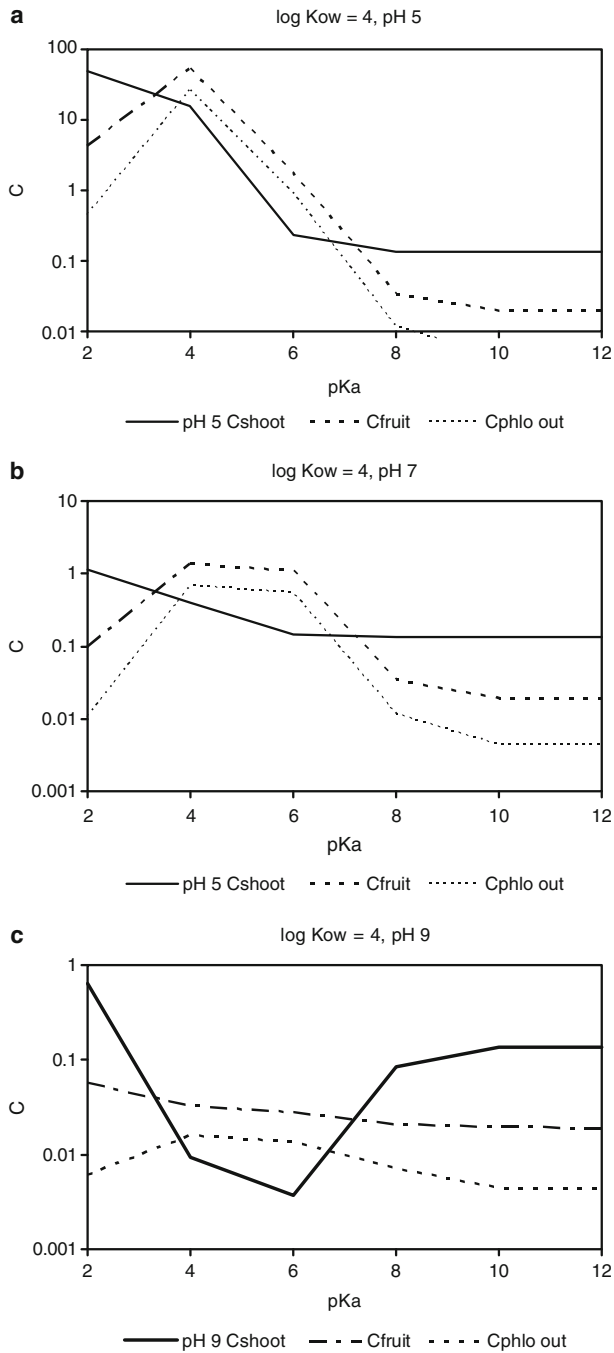 a
log Kow = 4, pH 5
100
10
1
0.1
0.01
C
2 4 6 8 10 12
pKa
pH 5 Cshoot Cfruit Cphlo out
b
log Kow = 4, pH 7
10
1
0.1
0.01
0.001
C
2 4 6 8 10 12
pKa
pH 5 Cshoot Cfruit Cphlo out
c
log Kow = 4, pH 9
1
0.1
0.01
0.001
C
2 4 6 8 10 12
pKa
pH 9 Cshoot Cfruit Cphlo out